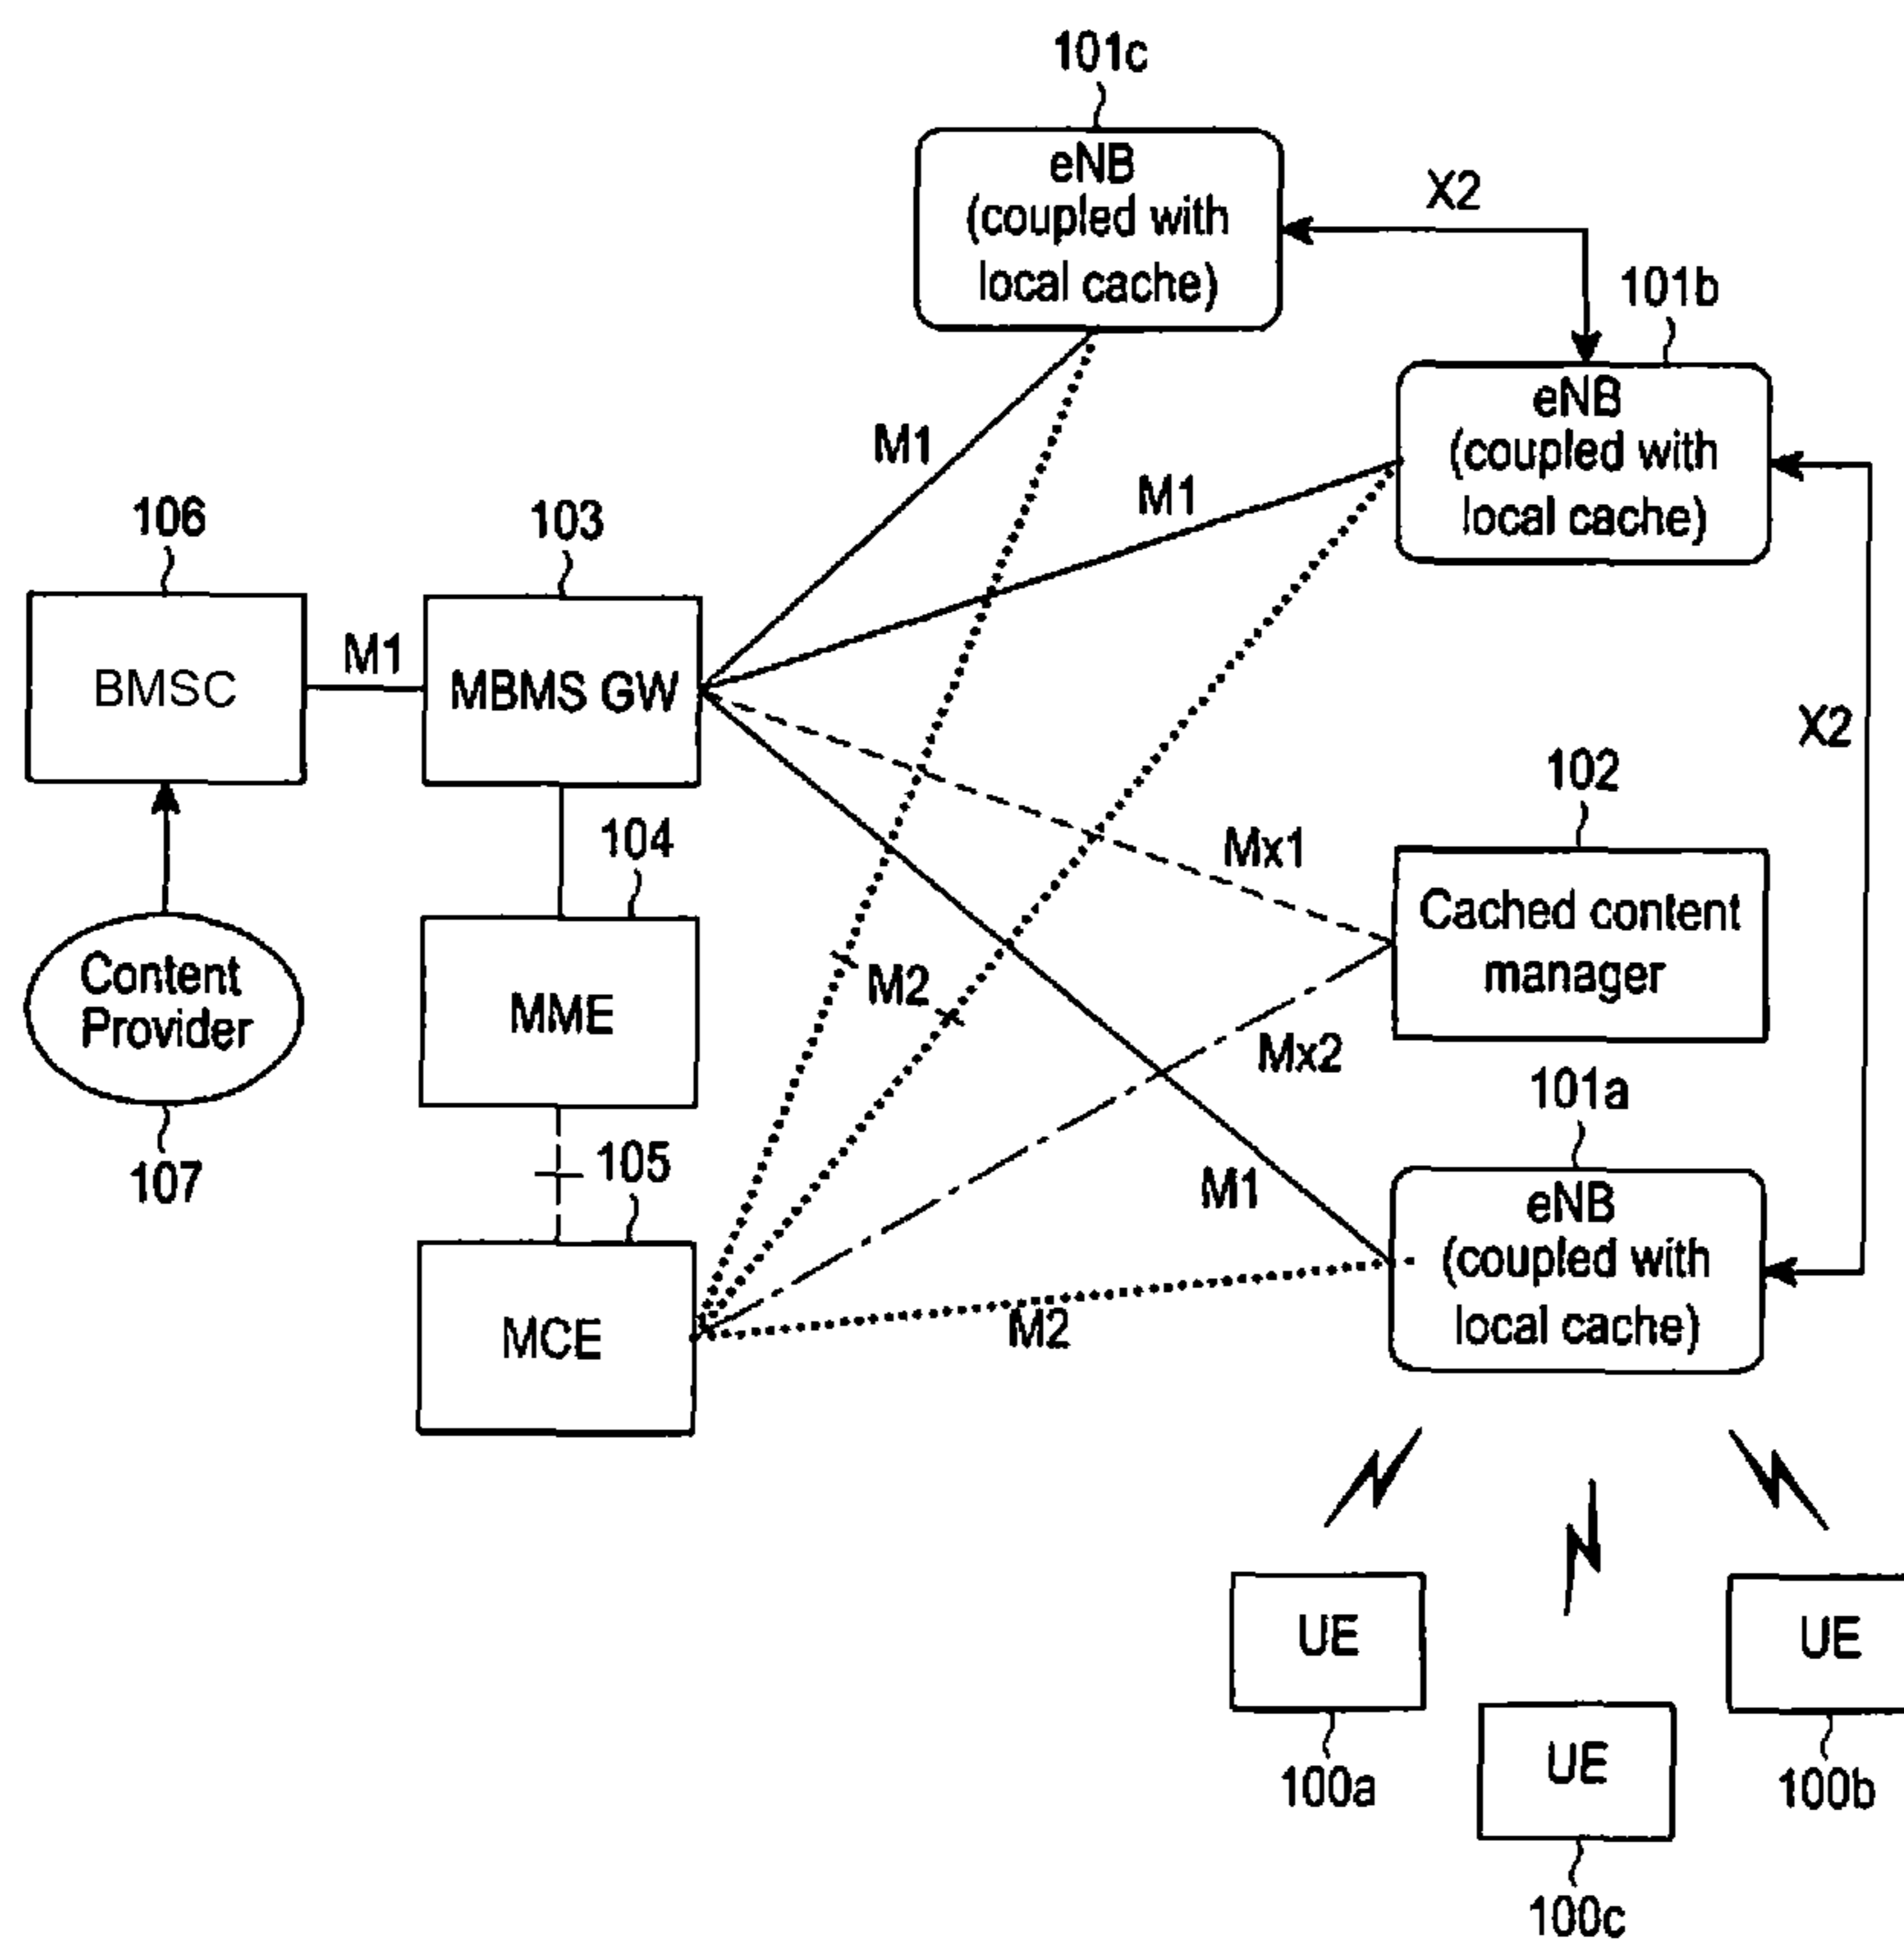 101c
eNB
(coupled with
local cache)
X2
101b
eNB
(coupled with
local cache)
M1
M1
106
103
BMSC
M1
MBMS GW
X2
104
102
Mx1
Cached content
manager
Content
Provider
M2
MME
Mx2
101a
107
105
M1
eNB
(coupled with
local cache)
MCE
M2
UE
UE
UE
100a
100b
100c